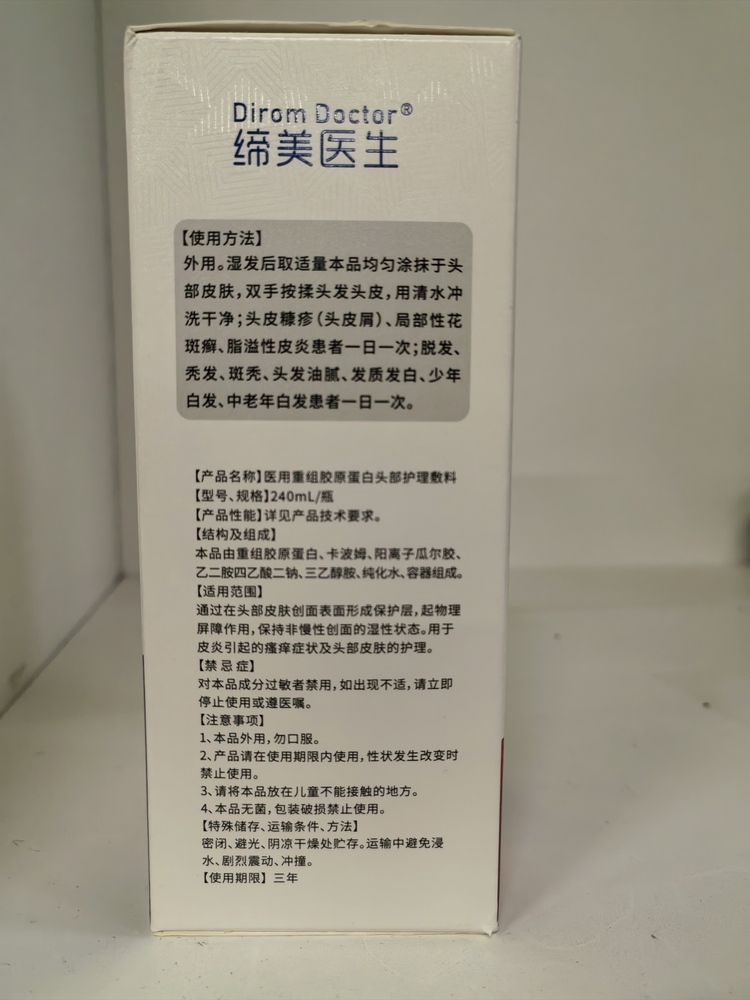 Dirom Doctor®
缔美医生
【使用方法】
外用。湿发后取适量本品均匀涂抹于头
部皮肤,双手按揉头发头皮,用清水冲
洗干净;头皮糠疹(头皮屑)、局部性花
斑癣、脂溢性皮炎患者一日一次;脱发、
秃发、斑秃、头发油腻、发质发白、少年
白发、中老年白发患者一日一次。
【产品名称】医用重组胶原蛋白头部护理敷料
【型号、规格】240mL/瓶
【产品性能】详见产品技术要求。
【结构及组成】
本品由重组胶原蛋白、卡波姆、阳离子瓜尔胶、
乙二胺四乙酸二钠、三乙醇胺、纯化水、容器组成。
【适用范围】
通过在头部皮肤创面表面形成保护层,起物理
屏障作用,保持非慢性创面的湿性状态。用于
皮炎引起的瘙痒症状及头部皮肤的护理。
【禁忌症】
对本品成分过敏者禁用,如出现不适,请立即
停止使用或遵医嘱。
【注意事项】
1、本品外用,勿口服。
2、产品请在使用期限内使用,性状发生改变时
禁止使用。
3、请将本品放在儿童不能接触的地方。
4、本品无菌,包装破损禁止使用。
【特殊储存、运输条件、方法】
密闭、避光、阴凉干燥处贮存。运输中避免浸
水、剧烈震动、冲撞。
【使用期限】三年